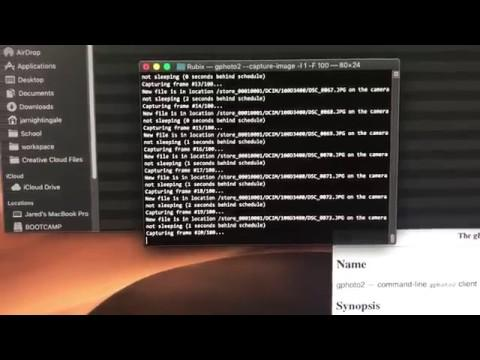 AirDrop
Applications
Desktop
Documents
Downloads
jarnightingale
School
workspace
Creative Cloud Files
iCloud
iCloud Drive
Locations
Jared's MacBook Pro
BOOTCAMP
Rubix — gphoto2 --capture-image -I 1 -F 100 — 80×24
not sleeping (0 seconds behind schedule)
Capturing frame #13/100...
New file is in location /store_00010001/DCIM/100D3400/DSC_0067.JPG on the camera
not sleeping (2 seconds behind schedule)
Capturing frame #14/100...
New file is in location /store_00010001/DCIM/100D3400/DSC_0068.JPG on the camera
not sleeping (0 seconds behind schedule)
Capturing frame #15/100...
New file is in location /store_00010001/DCIM/100D3400/DSC_0069.JPG on the camera
not sleeping (1 seconds behind schedule)
Capturing frame #16/100...
New file is in location /store_00010001/DCIM/100D3400/DSC_0070.JPG on the camera
not sleeping (1 seconds behind schedule)
Capturing frame #17/100...
New file is in location /store_00010001/DCIM/100D3400/DSC_0071.JPG on the camera
not sleeping (1 seconds behind schedule)
Capturing frame #18/100...
New file is in location /store_00010001/DCIM/100D3400/DSC_0072.JPG on the camera
not sleeping (2 seconds behind schedule)
Capturing frame #19/100...
New file is in location /store_00010001/DCIM/100D3400/DSC_0073.JPG on the camera
not sleeping (1 seconds behind schedule)
Capturing frame #20/100...
The gP
Name
gphoto2 — command-line gphoto2 client
Synopsis